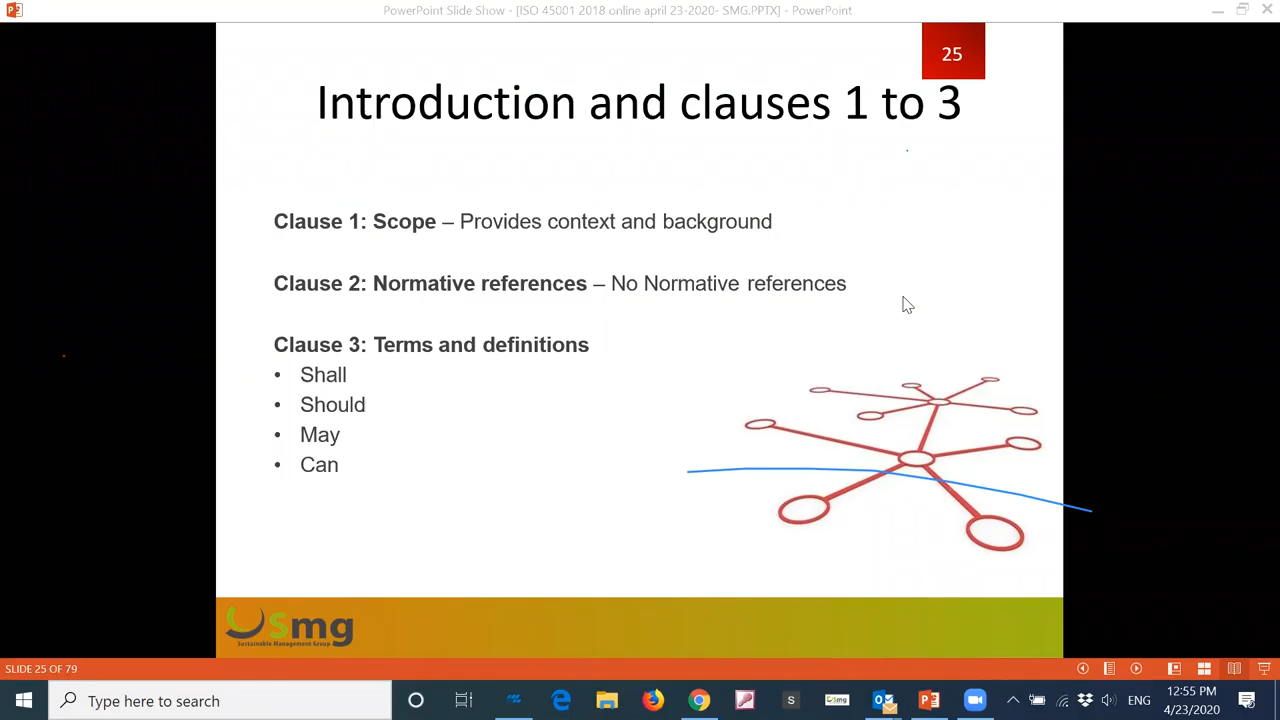 PowerPoint Slide Show - [ISO 45001 2018 online april 23-2020- SMG.PPTX] - PowerPoint
25
Introduction and clauses 1 to 3
Clause 1: Scope – Provides context and background
Clause 2: Normative references – No Normative references
Clause 3: Terms and definitions
• Shall
• Should
• May
• Can
Smg
Sustainable Management Group
SLIDE 25 OF 79
Type here to search
S
Smg
ENG
12:55 PM
4/23/2020